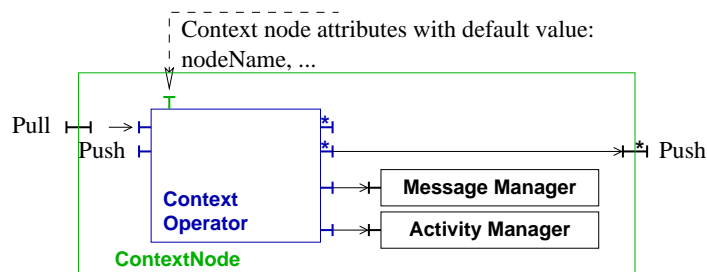 Context node attributes with default value:
nodeName, ...
Pull
*
Push
*
* Push
Message Manager
Context
Operator
Activity Manager
ContextNode